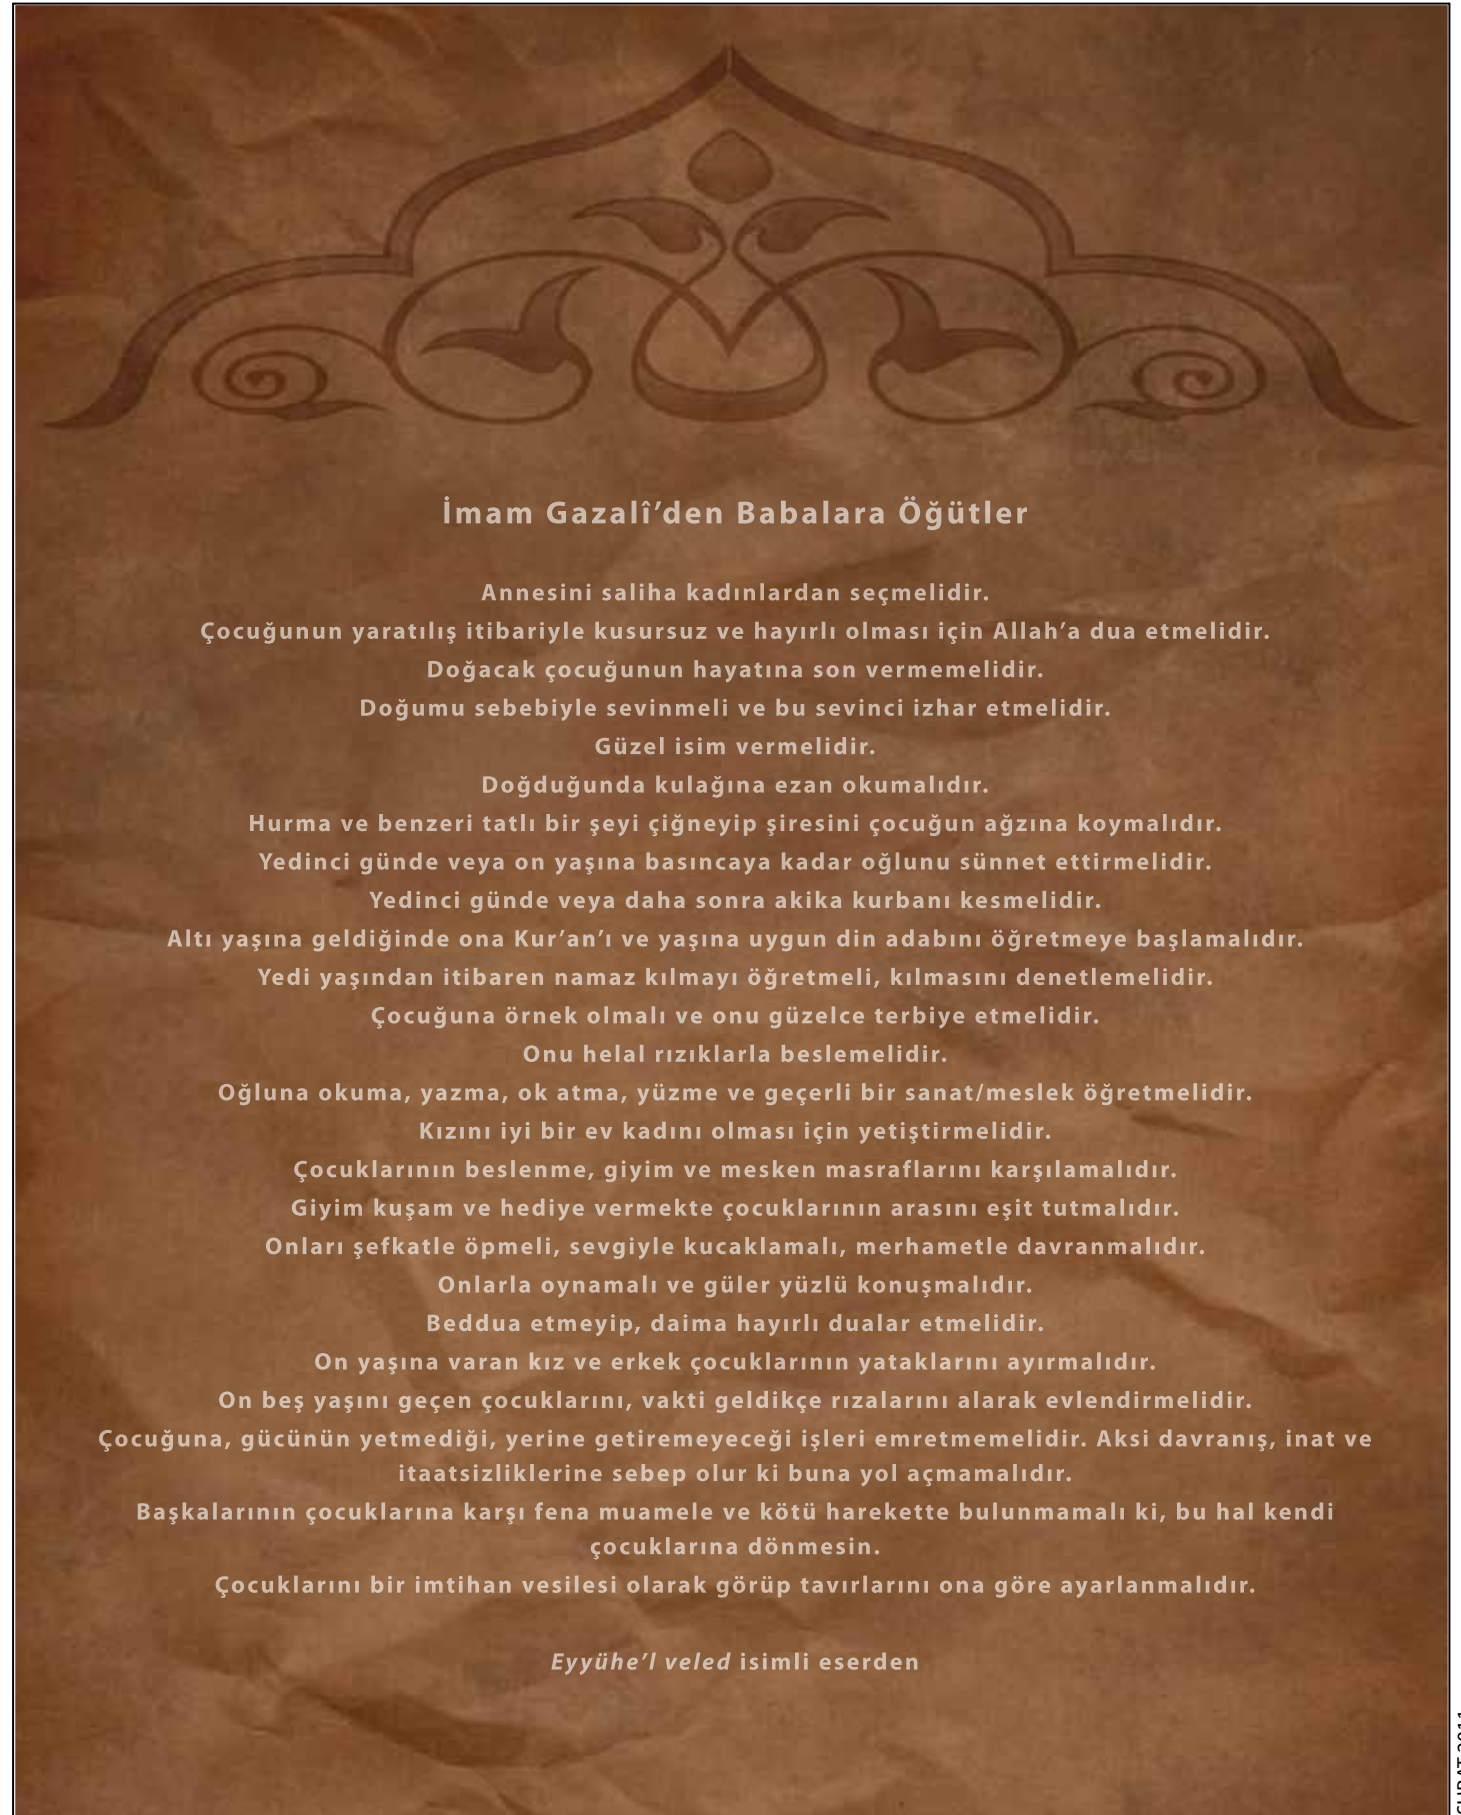 İmam Gazalî’den Babalara Öğütler
Annesini saliha kadınlardan seçmelidir.
Çocuğunun yaratılış itibariyle kusursuz ve hayırlı olması için Allah’a dua etmelidir.
Doğacak çocuğunun hayatına son vermemelidir.
Doğumu sebebiyle sevinmeli ve bu sevinci izhar etmelidir.
Güzel isim vermelidir.
Doğduğunda kulağına ezan okumalıdır.
Hurma ve benzeri tatlı bir şeyi çiğneyip şiresini çocuğun ağzına koymalıdır.
Yedinci günde veya on yaşına basıncaya kadar oğlunu sünnet ettirmelidir.
Yedinci günde veya daha sonra akika kurbanı kesmelidir.
Altı yaşına geldiğinde ona Kur’an’ı ve yaşına uygun din adabını öğretmeye başlamalıdır.
Yedi yaşından itibaren namaz kılmayı öğretmeli, kılmasını denetlemelidir.
Çocuğuna örnek olmalı ve onu güzelce terbiye etmelidir.
Onu helal rızıklarla beslemelidir.
Oğluna okuma, yazma, ok atma, yüzme ve geçerli bir sanat/meslek öğretmelidir.
Kızını iyi bir ev kadını olması için yetiştirmelidir.
Çocuklarının beslenme, giyim ve mesken masraflarını karşılamalıdır.
Giyim kuşam ve hediye vermekte çocuklarının arasını eşit tutmalıdır.
Onları şefkatle öpmeli, sevgiyle kucaklamalı, merhametle davranmalıdır.
Onlarla oynamalı ve güler yüzlü konuşmalıdır.
Beddua etmeyip, daima hayırlı dualar etmelidir.
On yaşına varan kız ve erkek çocuklarının yataklarını ayırmalıdır.
On beş yaşını geçen çocuklarını, vakti geldikçe rızalarını alarak evlendirmelidir.
Çocuğuna, gücünün yetmediği, yerine getiremeyeceği işleri emretmemelidir. Aksi davranış, inat ve
itaatsizliklerine sebep olur ki buna yol açmamalıdır.
Başkalarının çocuklarına karşı fena muamele ve kötü harekette bulunmamalı ki, bu hal kendi
çocuklarına dönmesin.
Çocuklarını bir imtihan vesilesi olarak görüp tavırlarını ona göre ayarlanmalıdır.
Eyyühe’l veled isimli eserden